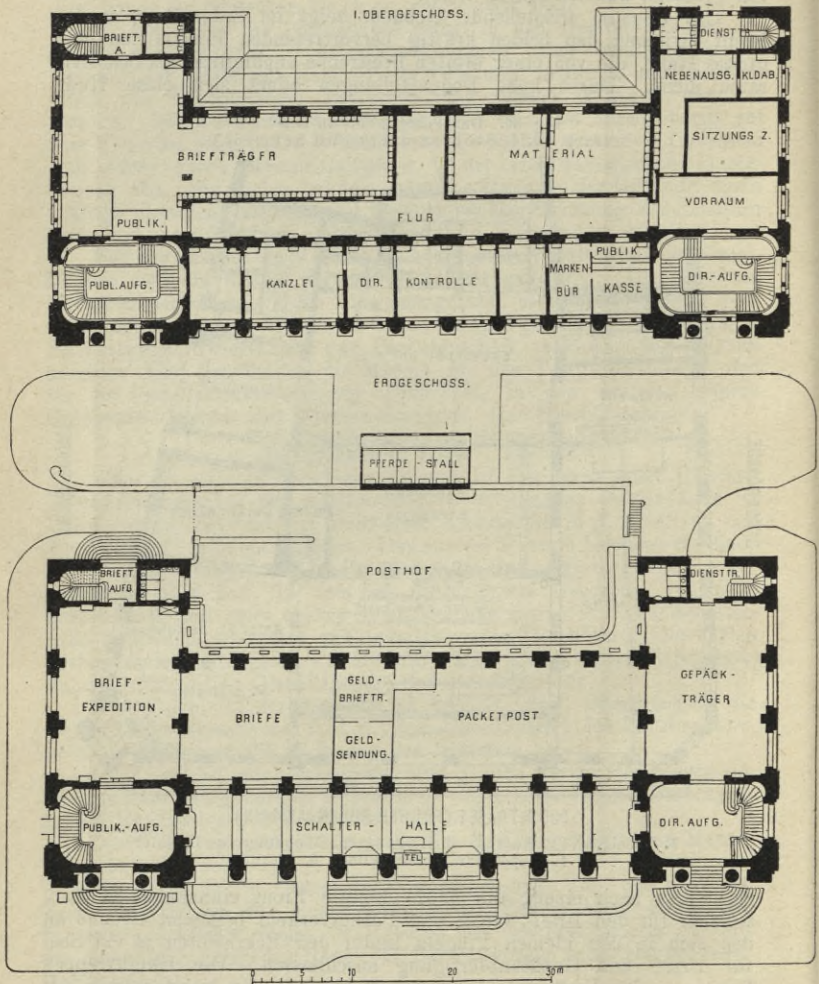 I. OBERGESCHOSS.
BRIEFT.
A.
DIENSTTR.
NEBENAUSG.
KLDAB.
SITZUNGS Z.
BRIEFTRÄGER
MATERIAL
PUBLIK.
FLUR
VORRAUM
PUBL. AUFG.
KANZLEI
DIR.
KONTROLLE
MARKEN
BÜR
PUBLIK.
KASSE
DIR.-AUFG.
ERDGESCHOSS.
PFERDE - STALL
BRIEFT.
AUFG.
POSTHOF
DIENSTTR.
BRIEF -
EXPEDITION
BRIEFE
GELD -
BRIEFTR.
GELD -
SENDUNG.
PACKETPOST
GEPÄCK -
TRÄGER
PUBLIK.-AUFG.
SCHALTER - HALLE
TEL.
DIR. AUFG.
0 5 10 20 30m